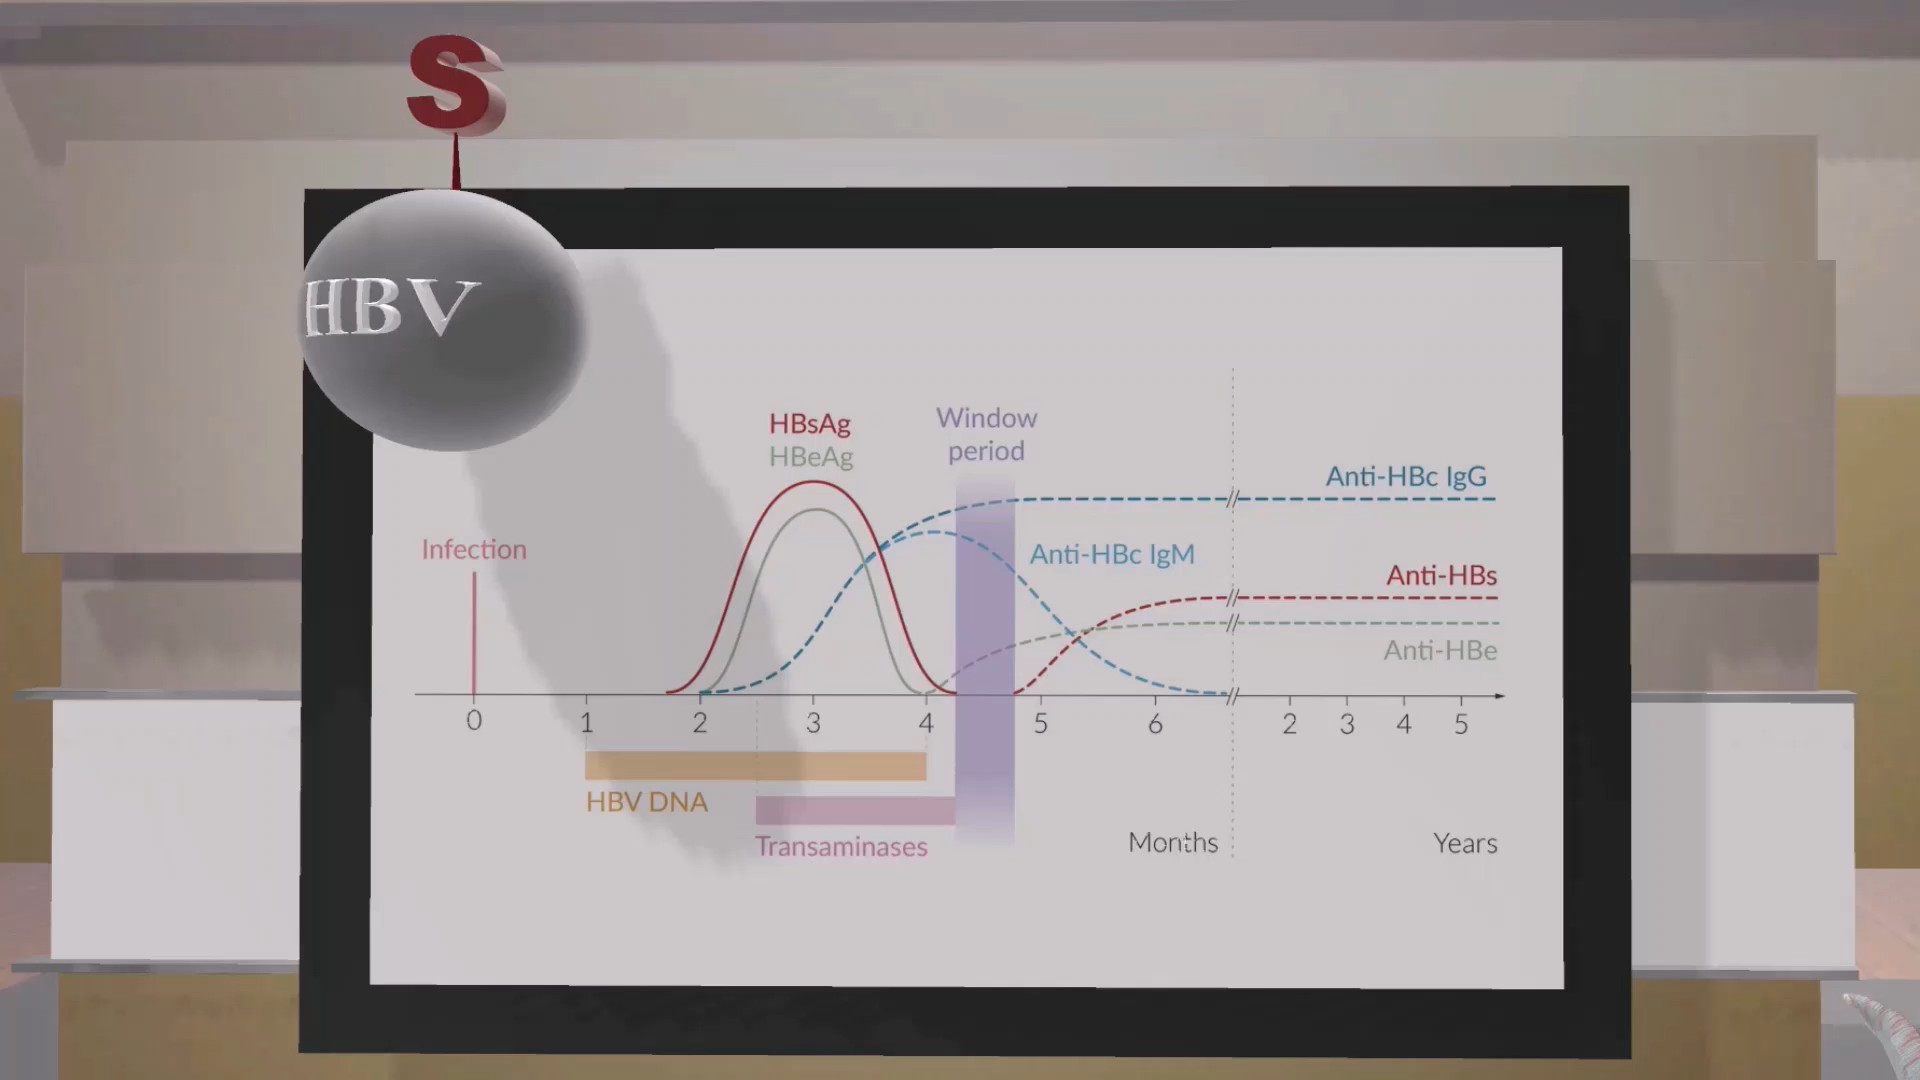 S
HBV
HBsAg
HBeAg
Window
period
Infection
Anti-HBc IgG
Anti-HBc IgM
Anti-HBs
Anti-HBe
0 1 2 3 4 5 6 2 3 4 5
HBV DNA
Transaminases
Months
Years